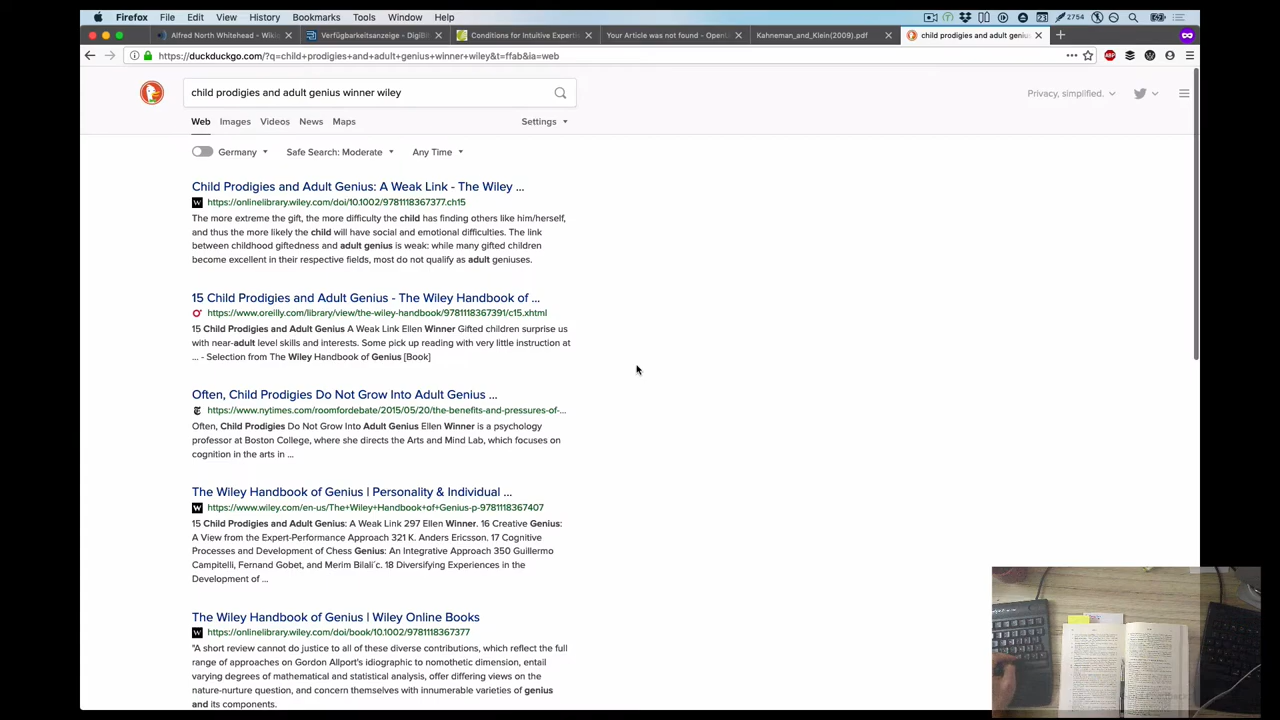 Firefox File Edit View History Bookmarks Tools Window Help 2754
Alfred North Whitehead - Wikip Verfügbarkeitsanzeige - DigiBi Conditions for Intuitive Experti Your Article was not found - OpenA Kahneman_and_Klein(2009).pdf child prodigies and adult geniu
https://duckduckgo.com/?q=child+prodigies+and+adult+genius+winner+wiley&t=ffab&ia=web
child prodigies and adult genius winner wiley
Privacy, simplified.
Web Images Videos News Maps Settings
Germany Safe Search: Moderate Any Time
Child Prodigies and Adult Genius: A Weak Link - The Wiley ...
https://onlinelibrary.wiley.com/doi/10.1002/9781118367377.ch15
The more extreme the gift, the more difficulty the child has finding others like him/herself,
and thus the more likely the child will have social and emotional difficulties. The link
between childhood giftedness and adult genius is weak: while many gifted children
become excellent in their respective fields, most do not qualify as adult geniuses.
15 Child Prodigies and Adult Genius - The Wiley Handbook of ...
https://www.oreilly.com/library/view/the-wiley-handbook/9781118367391/c15.xhtml
15 Child Prodigies and Adult Genius A Weak Link Ellen Winner Gifted children surprise us
with near-adult level skills and interests. Some pick up reading with very little instruction at
... - Selection from The Wiley Handbook of Genius [Book]
Often, Child Prodigies Do Not Grow Into Adult Genius ...
https://www.nytimes.com/roomfordebate/2015/05/20/the-benefits-and-pressures-of-...
Often, Child Prodigies Do Not Grow Into Adult Genius Ellen Winner is a psychology
professor at Boston College, where she directs the Arts and Mind Lab, which focuses on
cognition in the arts in ...
The Wiley Handbook of Genius | Personality & Individual ...
https://www.wiley.com/en-us/The+Wiley+Handbook+of+Genius-p-9781118367407
15 Child Prodigies and Adult Genius: A Weak Link 297 Ellen Winner. 16 Creative Genius:
A View from the Expert-Performance Approach 321 K. Anders Ericsson. 17 Cognitive
Processes and Development of Chess Genius: An Integrative Approach 350 Guillermo
Campitelli, Fernand Gobet, and Merim Bilali´c. 18 Diversifying Experiences in the
Development of ...
The Wiley Handbook of Genius | Wiley Online Books
https://onlinelibrary.wiley.com/doi/book/10.1002/9781118367377
"A short review cannot do justice to all of these diverse contributions, which reflect the full
range of approaches on Gordon Allport's idiographic to nomothetic dimension, entail
varying degrees of mathematical and statistical analysis, offer differing views on the
nature-nurture question, and concern themselves with innumerable varieties of genius
and its components.